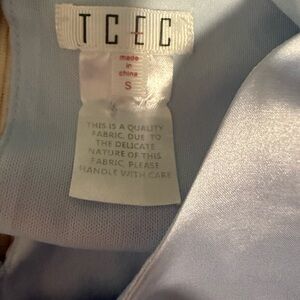 TCEC
made
in
china
S
THIS IS A QUALITY
FABRIC. DUE TO
THE DELICATE
NATURE OF THIS
FABRIC, PLEASE
HANDLE WITH CARE